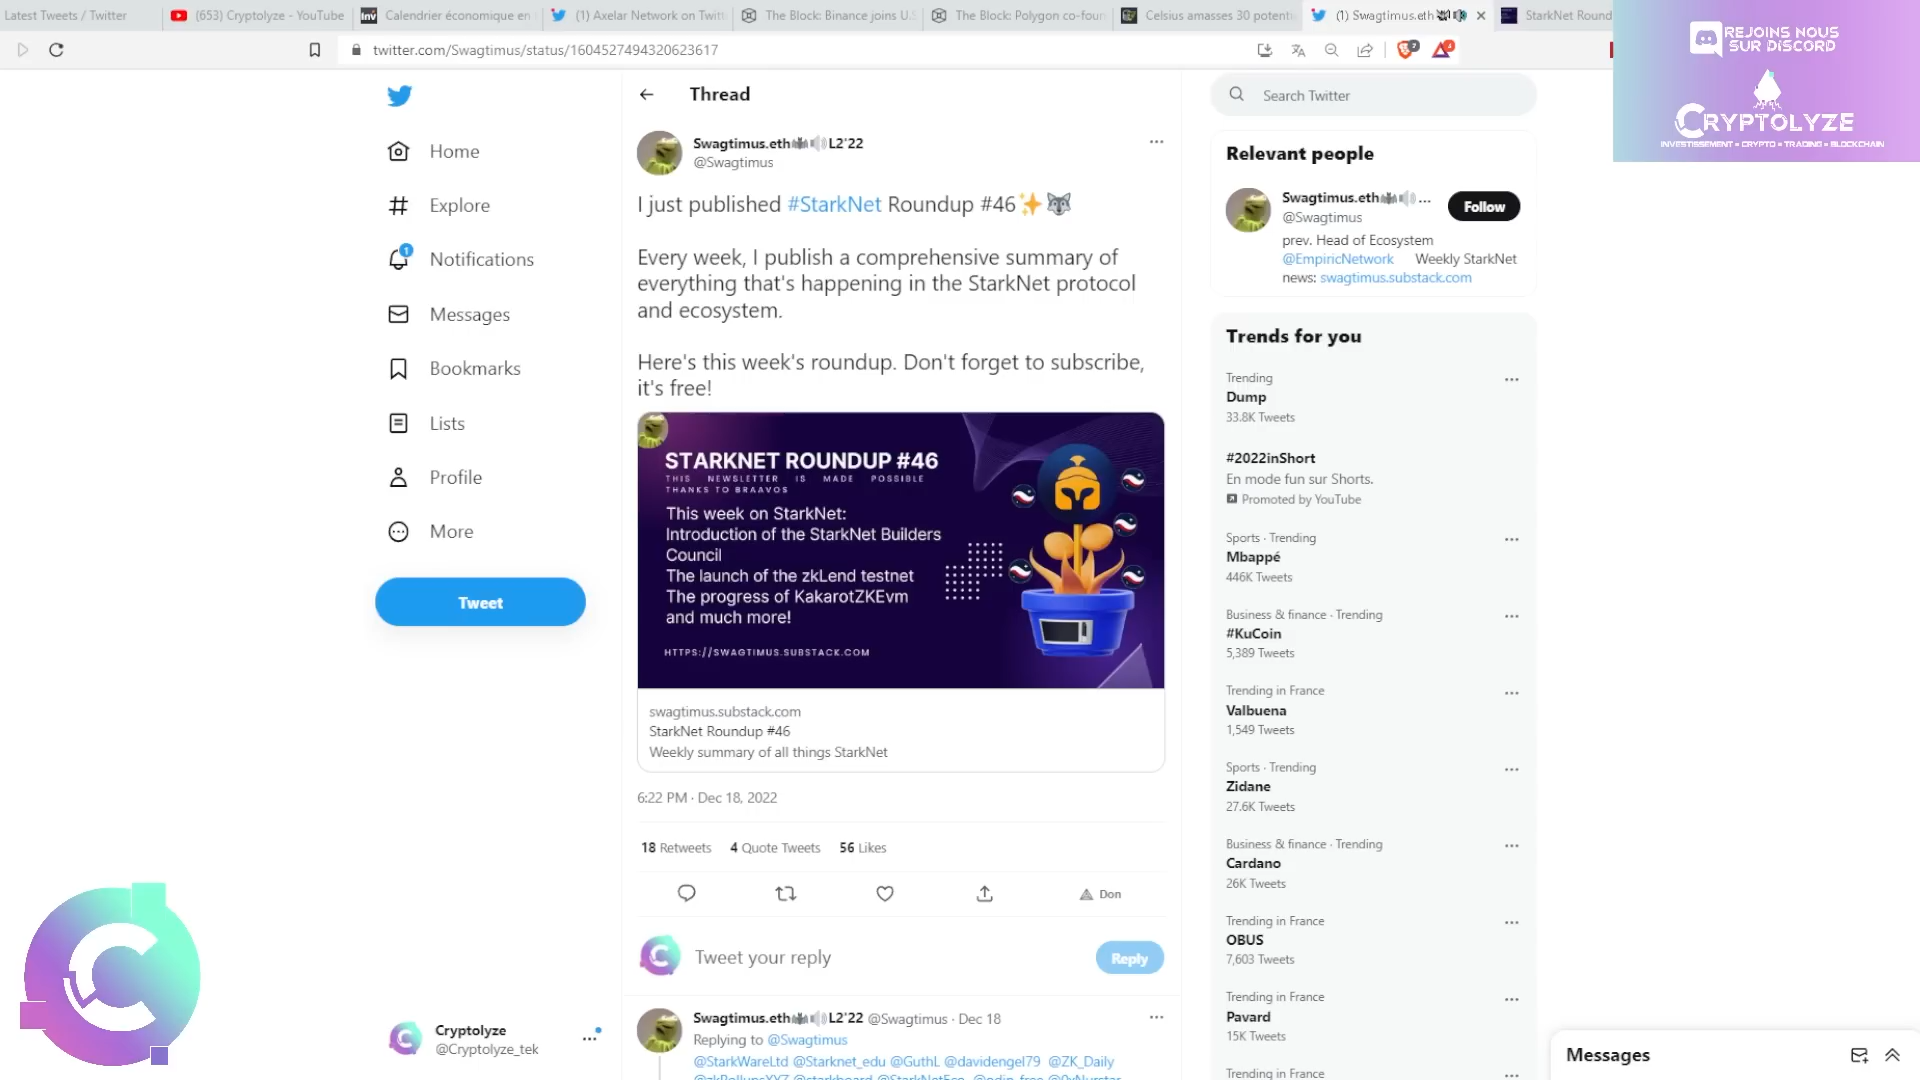 Latest Tweets / Twitter
(653) Cryptolyze - YouTube
Calendrier économique en
(1) Axelar Network on Twit
The Block: Binance joins U.S
The Block: Polygon co-foun
Celsius amasses 30 potenti
(1) Swagtimus.eth
StarkNet Round
twitter.com/Swagtimus/status/1604527494320623617
REJOINS NOUS
SUR DISCORD
CRYPTOLYZE
INVESTISSEMENT • CRYPTO • TRADING • BLOCKCHAIN
Home
Explore
Notifications
1
Messages
Bookmarks
Lists
Profile
More
Tweet
Cryptolyze
@Cryptolyze_tek
Thread
Swagtimus.eth L2'22
@Swagtimus
I just published #StarkNet Roundup #46
Every week, I publish a comprehensive summary of
everything that's happening in the StarkNet protocol
and ecosystem.
Here's this week's roundup. Don't forget to subscribe,
it's free!
STARKNET ROUNDUP #46
THIS NEWSLETTER IS MADE POSSIBLE
THANKS TO BRAAVOS
This week on StarkNet:
Introduction of the StarkNet Builders
Council
The launch of the zkLend testnet
The progress of KakarotZKEvm
and much more!
HTTPS://SWAGTIMUS.SUBSTACK.COM
swagtimus.substack.com
StarkNet Roundup #46
Weekly summary of all things StarkNet
6:22 PM · Dec 18, 2022
18 Retweets 4 Quote Tweets 56 Likes
Don
Tweet your reply
Reply
Swagtimus.eth L2'22 @Swagtimus · Dec 18
Replying to @Swagtimus
@StarkWareLtd @Starknet_edu @GuthL @davidengel79 @ZK_Daily
Search Twitter
Relevant people
Swagtimus.eth ...
@Swagtimus
Follow
prev. Head of Ecosystem
@EmpiricNetwork Weekly StarkNet
news: swagtimus.substack.com
Trends for you
Trending
Dump
33.8K Tweets
#2022inShort
En mode fun sur Shorts.
Promoted by YouTube
Sports · Trending
Mbappé
446K Tweets
Business & finance · Trending
#KuCoin
5,389 Tweets
Trending in France
Valbuena
1,549 Tweets
Sports · Trending
Zidane
27.6K Tweets
Business & finance · Trending
Cardano
26K Tweets
Trending in France
OBUS
7,603 Tweets
Trending in France
Pavard
15K Tweets
Trending in France
Messages